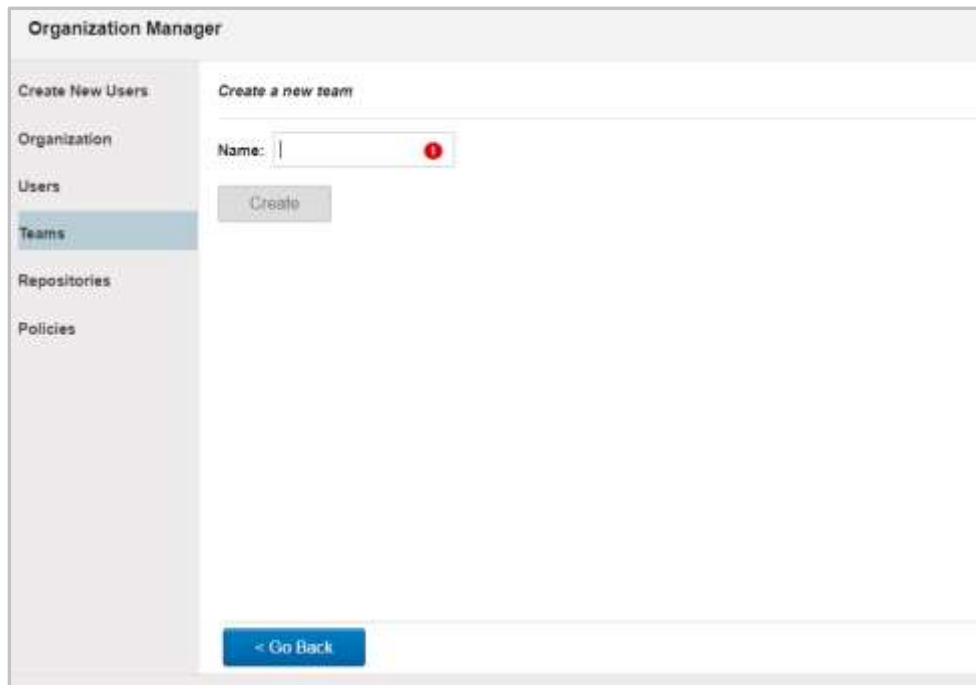 Organization Manager
Create New Users
Organization
Users
Teams
Repositories
Policies
Create a new team
Name:
Create
< Go Back